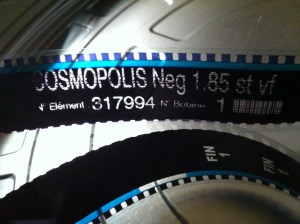 COSMOPOLIS Neg 1.85 st vf
N° Elément 317994 N° Bobine 1
FIN
1
FIN
1